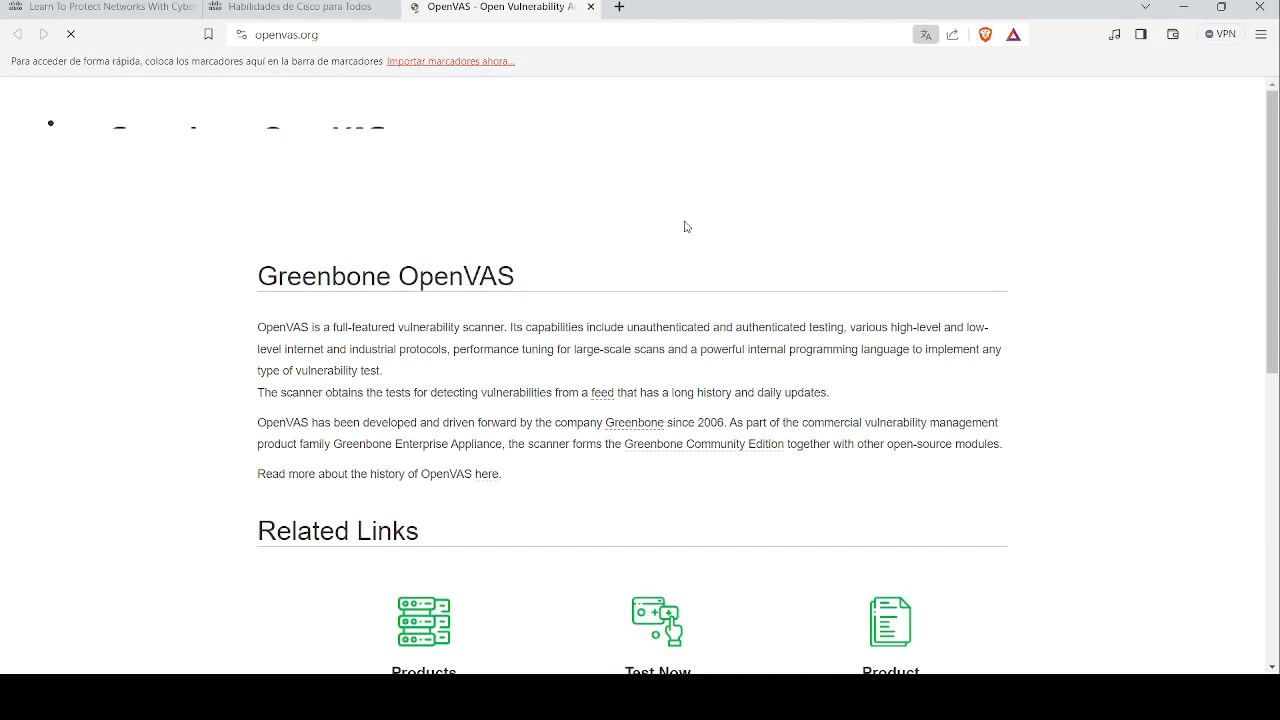 Learn To Protect Networks With Cyber
Habilidades de Cisco para Todos
OpenVAS - Open Vulnerability As
openvas.org
VPN
Para acceder de forma rápida, coloca los marcadores aquí en la barra de marcadores Importar marcadores ahora...
Greenbone OpenVAS
OpenVAS is a full-featured vulnerability scanner. Its capabilities include unauthenticated and authenticated testing, various high-level and low-
level internet and industrial protocols, performance tuning for large-scale scans and a powerful internal programming language to implement any
type of vulnerability test.
The scanner obtains the tests for detecting vulnerabilities from a feed that has a long history and daily updates.
OpenVAS has been developed and driven forward by the company Greenbone since 2006. As part of the commercial vulnerability management
product family Greenbone Enterprise Appliance, the scanner forms the Greenbone Community Edition together with other open-source modules.
Read more about the history of OpenVAS here.
Related Links
Products
Test Now
Product